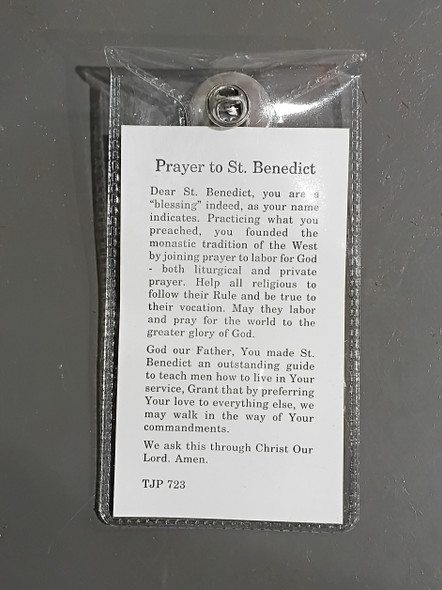 Prayer to St. Benedict
Dear St. Benedict, you are a
"blessing" indeed, as your name
indicates. Practicing what you
preached, you founded the
monastic tradition of the West
by joining prayer to labor for God
- both liturgical and private
prayer. Help all religious to
follow their Rule and be true to
their vocation. May they labor
and pray for the world to the
greater glory of God.
God our Father, You made St.
Benedict an outstanding guide
to teach men how to live in Your
service, Grant that by preferring
Your love to everything else, we
may walk in the way of Your
commandments.
We ask this through Christ Our
Lord. Amen.
TJP 723